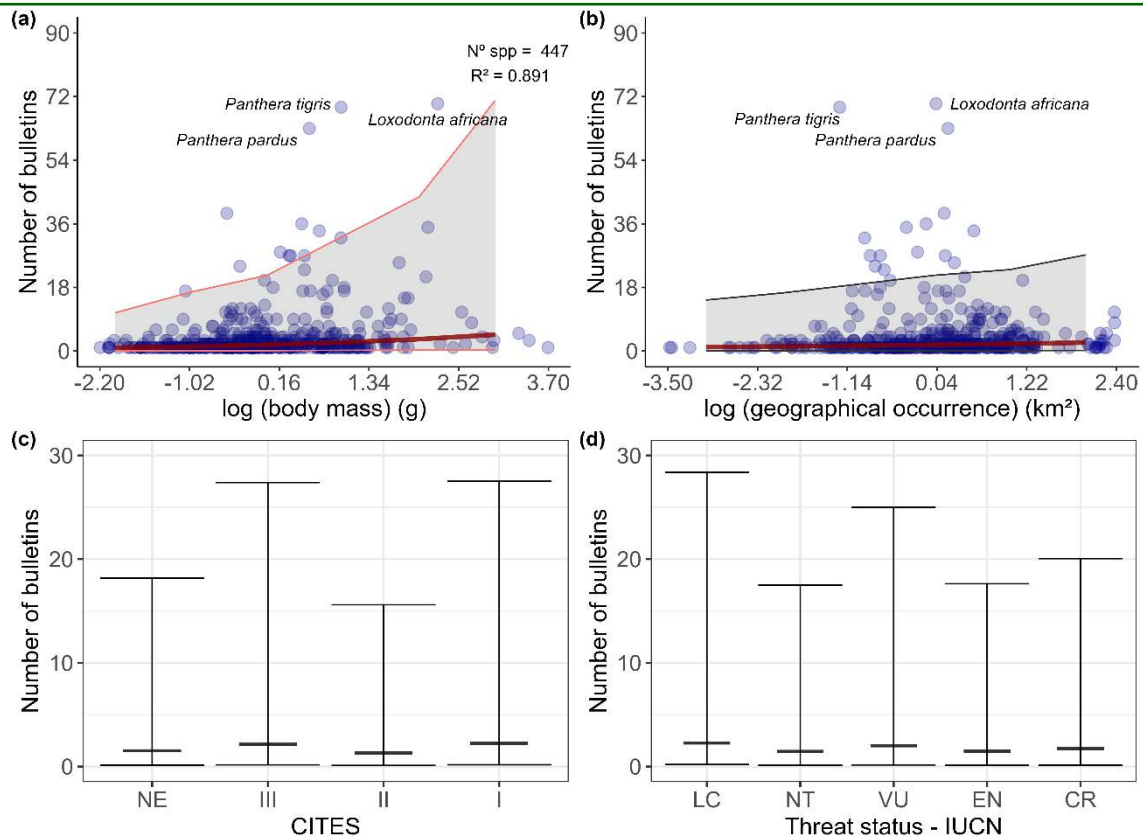 (a)
90
72
54
36
18
0
Number of bulletins
Nº spp = 447
R² = 0.891
Panthera tigris
Loxodonta africana
Panthera pardus
-2.20 -1.02 0.16 1.34 2.52 3.70
log (body mass) (g)
(b)
90
72
54
36
18
0
Number of bulletins
Loxodonta africana
Panthera tigris
Panthera pardus
-3.50 -2.32 -1.14 0.04 1.22 2.40
log (geographical occurrence) (km²)
(c)
30
20
10
0
Number of bulletins
NE III II I
CITES
(d)
30
20
10
0
Number of bulletins
LC NT VU EN CR
Threat status - IUCN